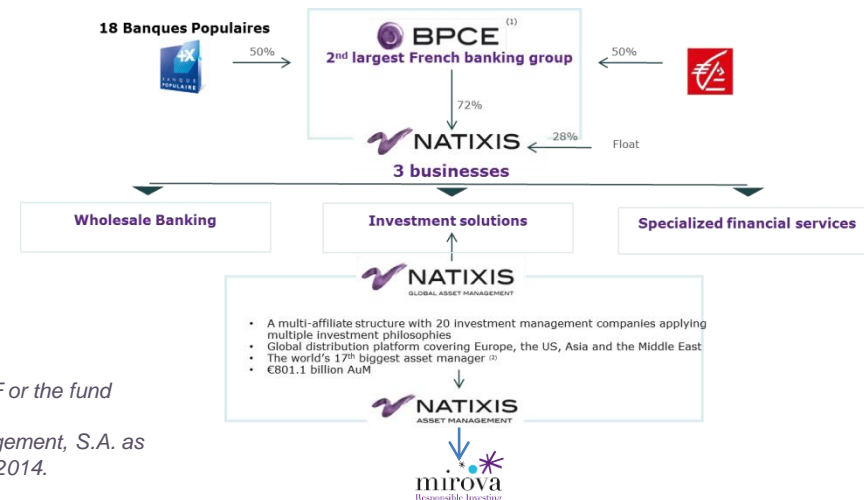 18 Banques Populaires
BPCE (1)
2nd largest French banking group
BANQUE
POPULAIRE
50%
50%
72%
NATIXIS
28%
Float
3 businesses
Wholesale Banking
Investment solutions
Specialized financial services
NATIXIS
GLOBAL ASSET MANAGEMENT
• A multi-affiliate structure with 20 investment management companies applying
multiple investment philosophies
• Global distribution platform covering Europe, the US, Asia and the Middle East
• The world's 17th biggest asset manager (2)
• €801.1 billion AuM
NATIXIS
ASSET MANAGEMENT
mirova
Responsible Investing
or the fund
gement, S.A. as
2014.